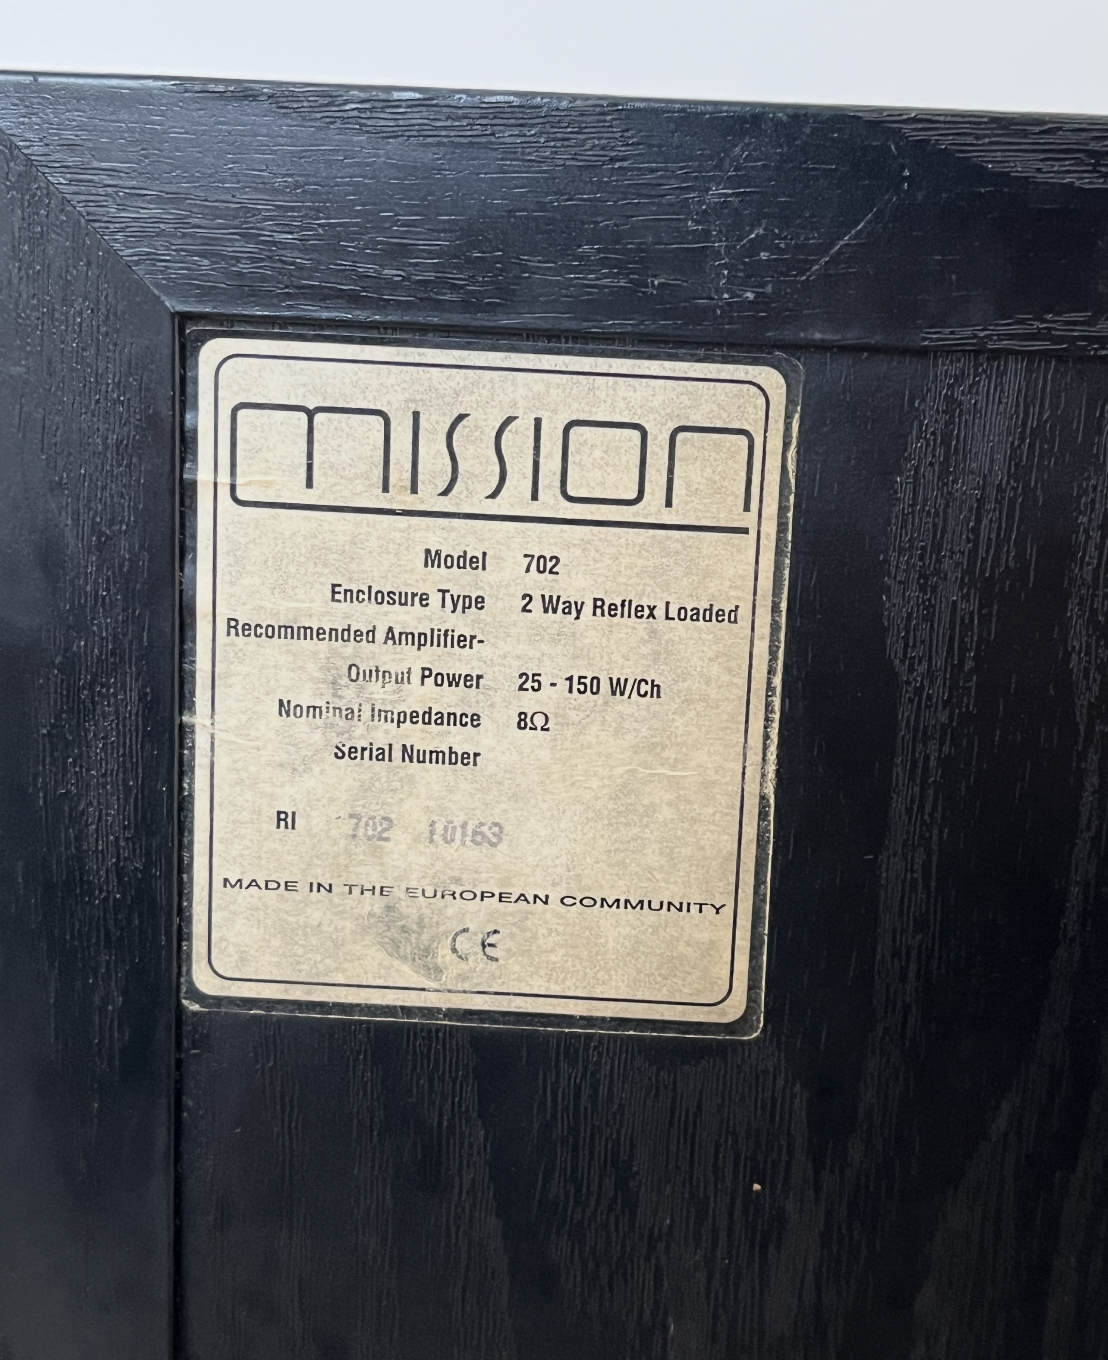 mission
Model 702
Enclosure Type 2 Way Reflex Loaded
Recommended Amplifier-
Output Power 25 - 150 W/Ch
Nominal Impedance 8Ω
Serial Number
RI 702 10163
MADE IN THE EUROPEAN COMMUNITY
CE